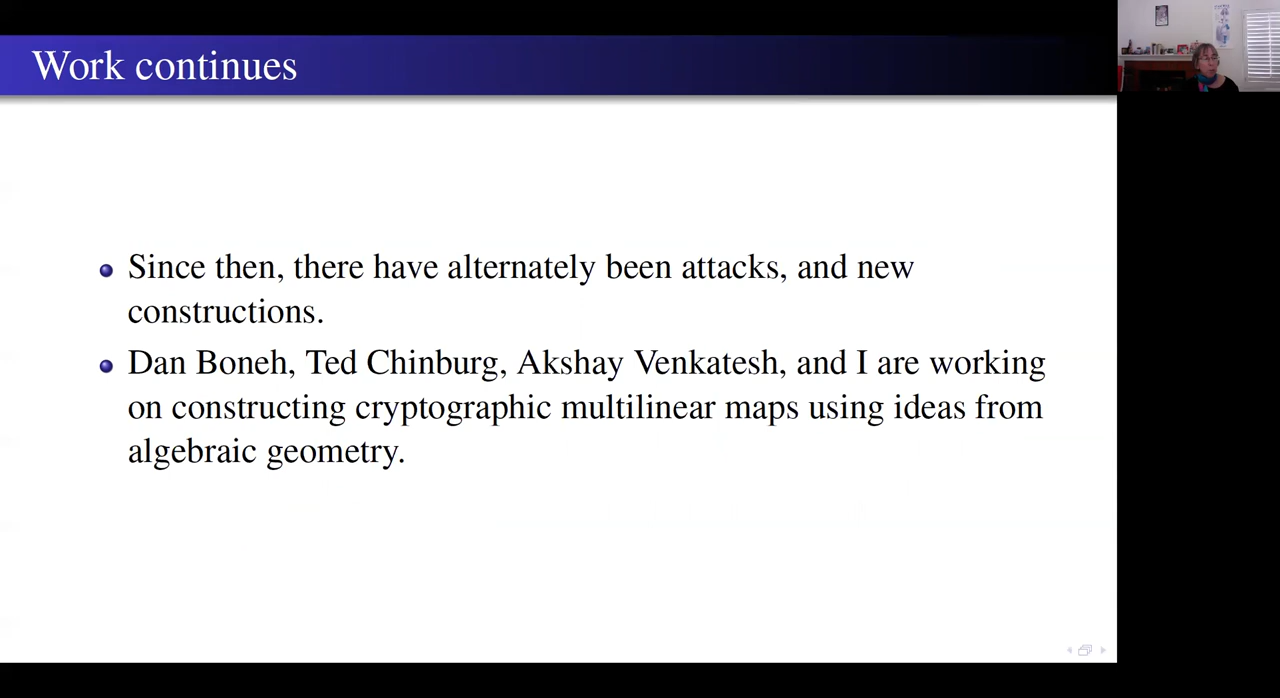 Work continues
Since then, there have alternately been attacks, and new
constructions.
Dan Boneh, Ted Chinburg, Akshay Venkatesh, and I are working
on constructing cryptographic multilinear maps using ideas from
algebraic geometry.